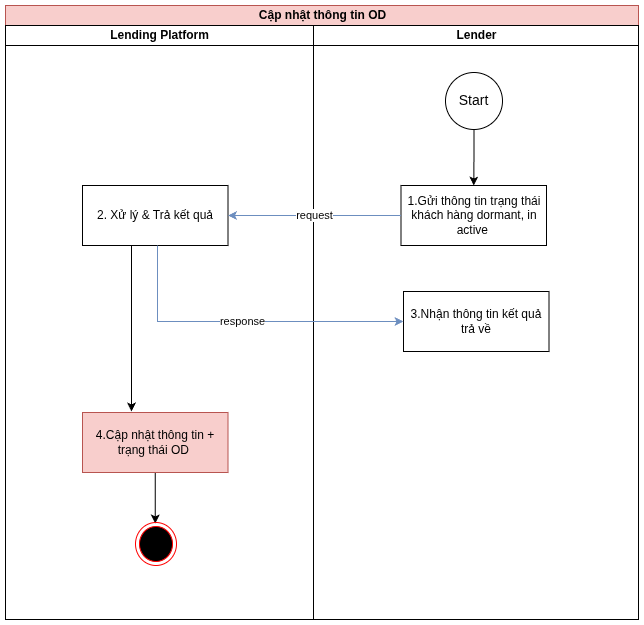 Cập nhật thông tin OD
Lending Platform
Lender
Start
1.Gửi thông tin trạng thái
khách hàng dormant, in
active
request
2. Xử lý & Trả kết quả
response
3.Nhận thông tin kết quả
trả về
4.Cập nhật thông tin +
trạng thái OD